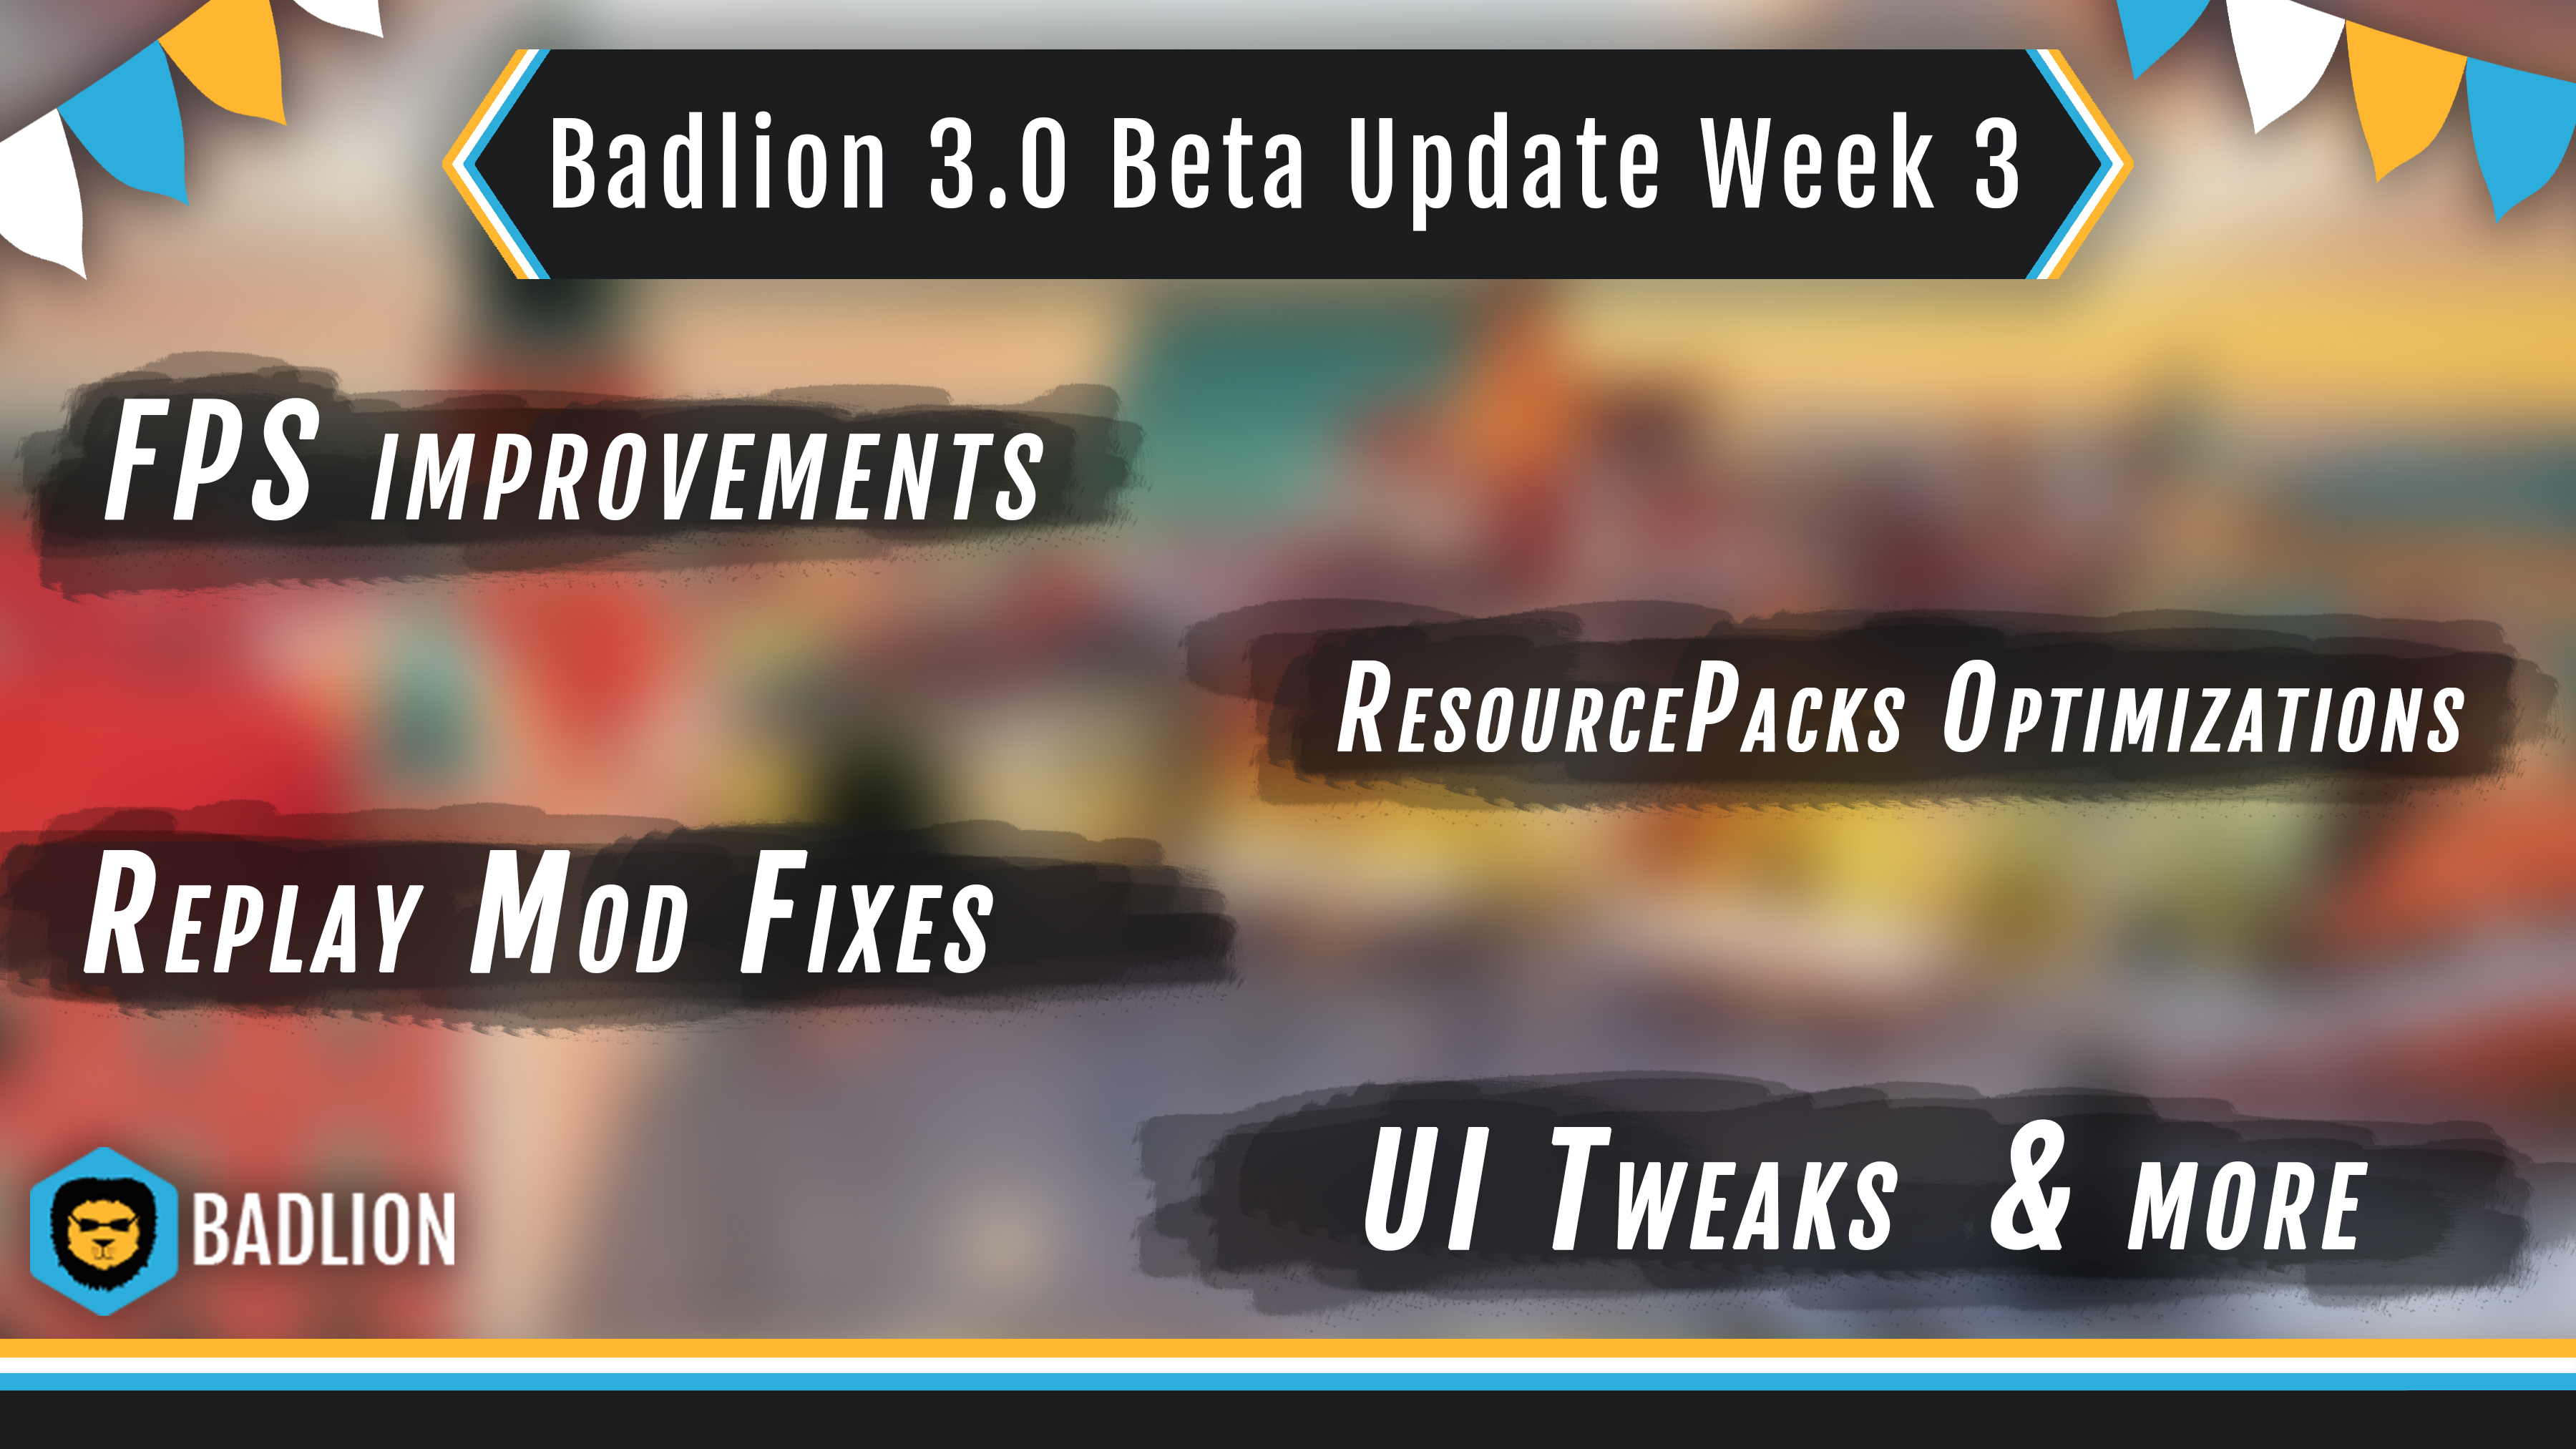 Badlion 3.0 Beta Update Week 3
FPS IMPROVEMENTS
RESOURCEPACKS OPTIMIZATIONS
REPLAY MOD FIXES
UI TWEAKS & MORE
BADLION